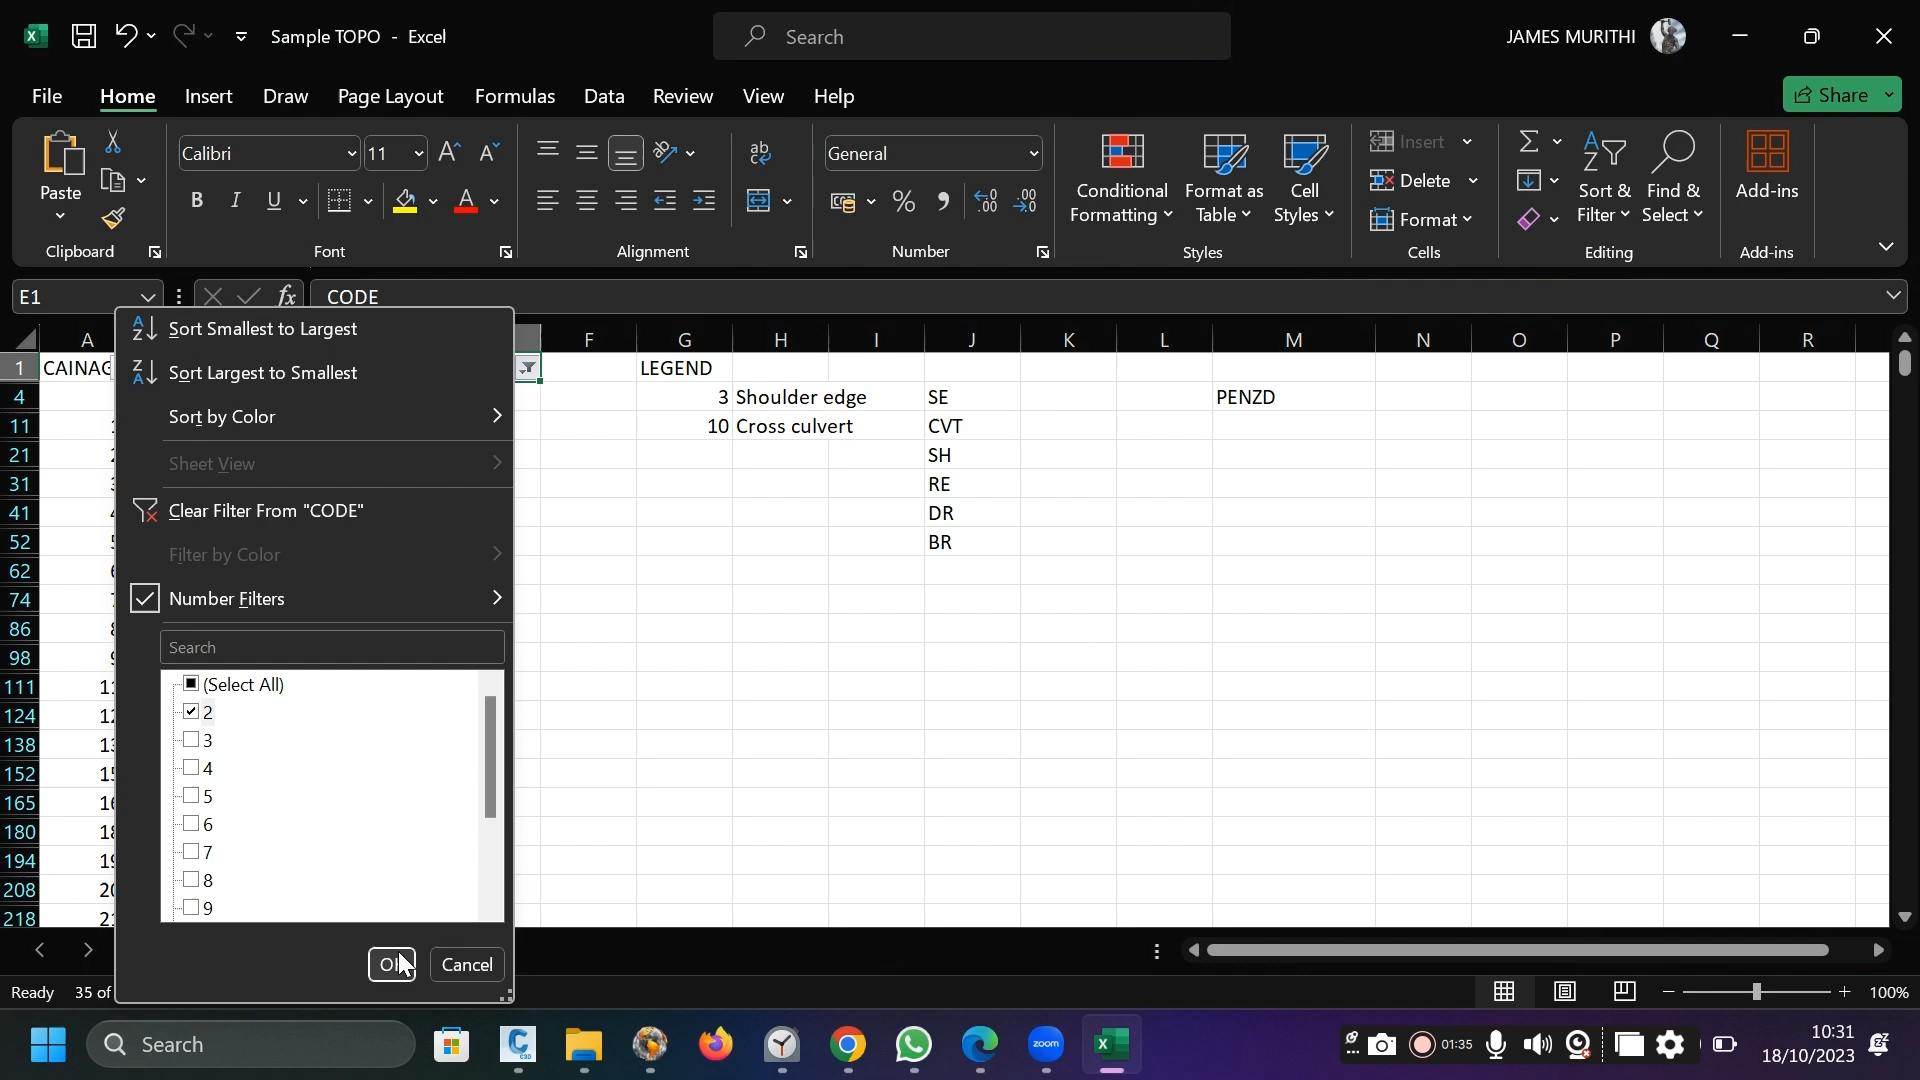 Sample TOPO - Excel
Search
JAMES MURITHI
File Home Insert Draw Page Layout Formulas Data Review View Help
Share
Paste
Calibri 11
General
Conditional Formatting
Format as Table
Cell Styles
Insert
Delete
Format
Sort & Filter
Find & Select
Add-ins
Clipboard Font Alignment Number Styles Cells Editing Add-ins
E1 CODE
A F G H I J K L M N O P Q R
1 CAINAG LEGEND
4 3 Shoulder edge SE PENZD
11 10 Cross culvert CVT
21 SH
31 RE
41 DR
52 BR
62
74
86
98
111
124
138
152
165
180
194
208
218
Sort Smallest to Largest
Sort Largest to Smallest
Sort by Color
Sheet View
Clear Filter From "CODE"
Filter by Color
Number Filters
Search
(Select All)
2
3
4
5
6
7
8
9
Cancel
Ready 35 of
100%
Search
zoom
01:35
10:31
18/10/2023